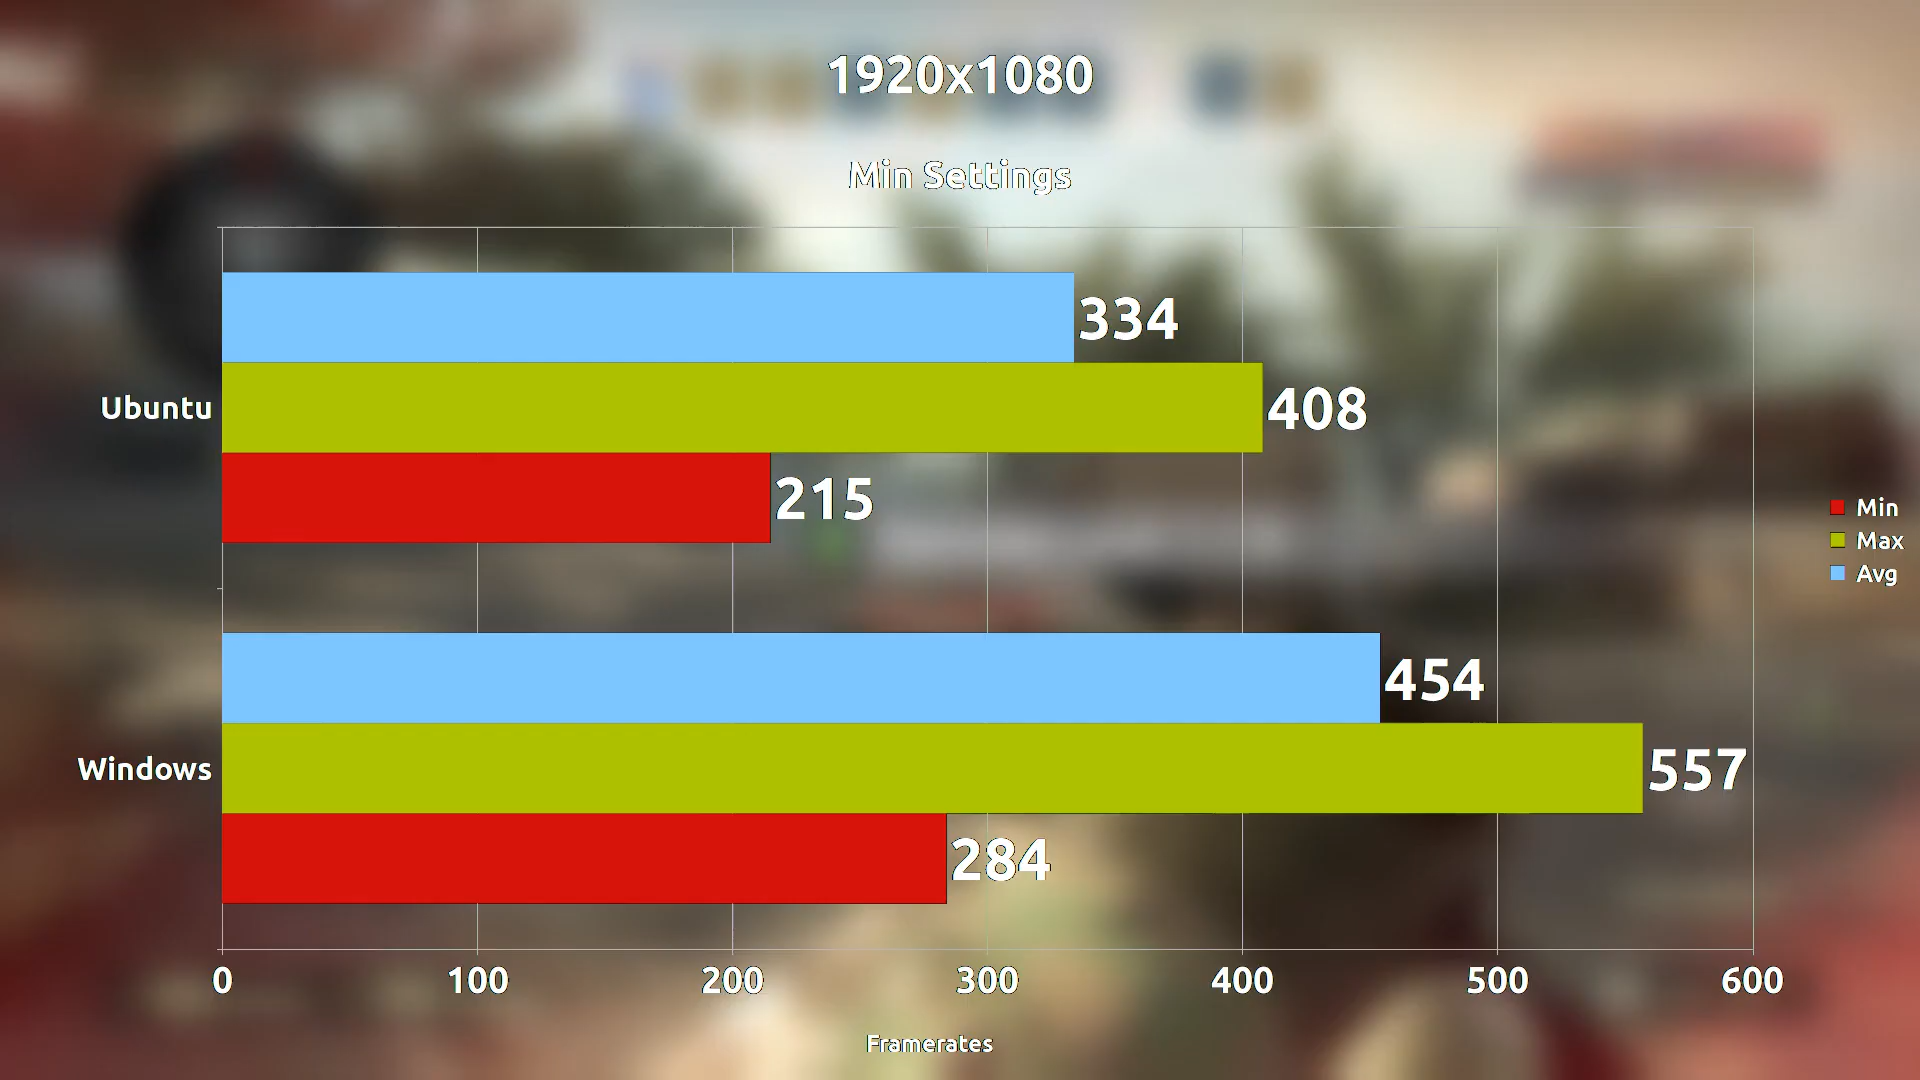 1920x1080
Min Settings
334
Ubuntu 408
215
Min
Max
Avg
454
Windows 557
284
0 100 200 300 400 500 600
Framerates